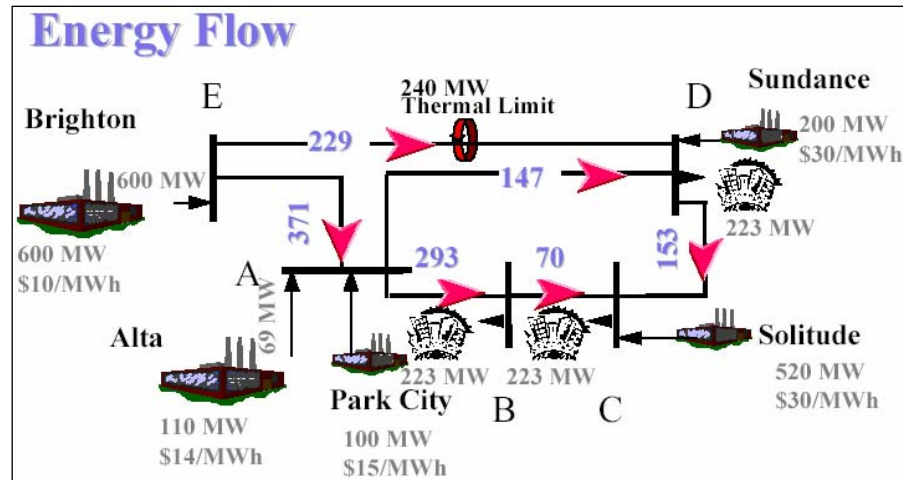 Energy Flow
E
240 MW
Thermal Limit
D
Sundance
Brighton
229
200 MW
$30/MWh
600 MW
147
223 MW
600 MW
$10/MWh
371
153
A
293
70
69 MW
Alta
Solitude
223 MW
223 MW
520 MW
$30/MWh
Park City
B
C
110 MW
$14/MWh
100 MW
$15/MWh